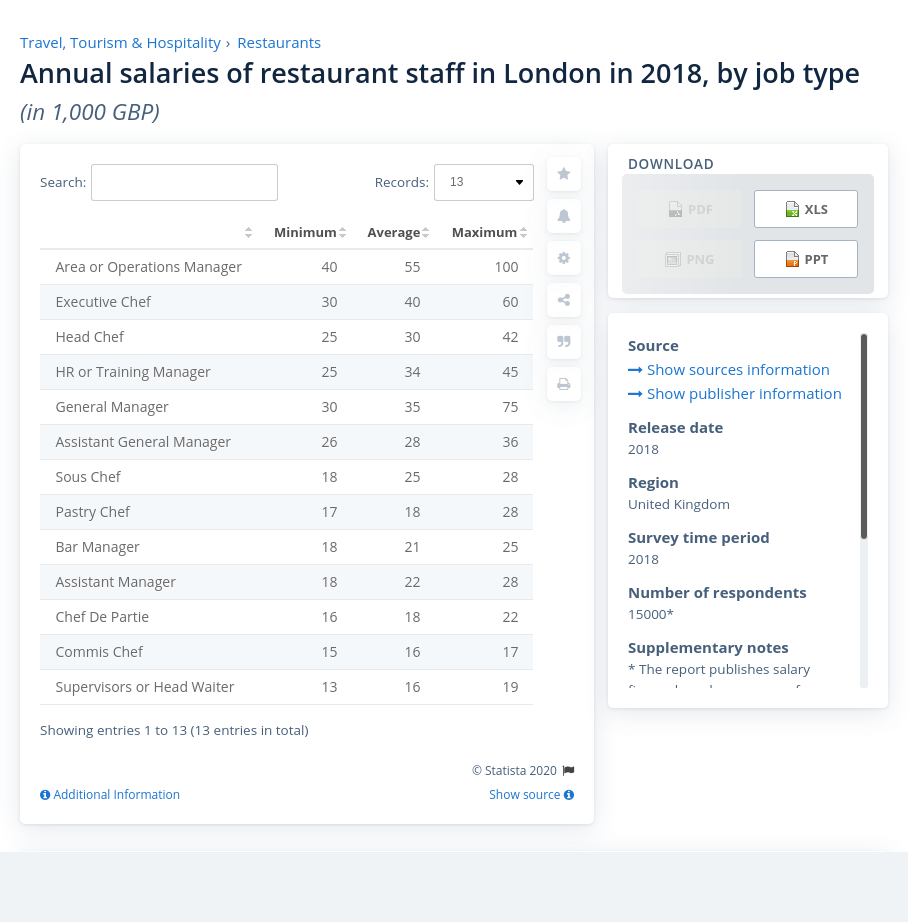 Travel, Tourism & Hospitality › Restaurants
Annual salaries of restaurant staff in London in 2018, by job type
(in 1,000 GBP)
Search:
Records: 13
Minimum Average Maximum
Area or Operations Manager 40 55 100
Executive Chef 30 40 60
Head Chef 25 30 42
HR or Training Manager 25 34 45
General Manager 30 35 75
Assistant General Manager 26 28 36
Sous Chef 18 25 28
Pastry Chef 17 18 28
Bar Manager 18 21 25
Assistant Manager 18 22 28
Chef De Partie 16 18 22
Commis Chef 15 16 17
Supervisors or Head Waiter 13 16 19
Showing entries 1 to 13 (13 entries in total)
© Statista 2020
Additional Information
Show source
DOWNLOAD
PDF XLS
PNG PPT
Source
Show sources information
Show publisher information
Release date
2018
Region
United Kingdom
Survey time period
2018
Number of respondents
15000*
Supplementary notes
* The report publishes salary